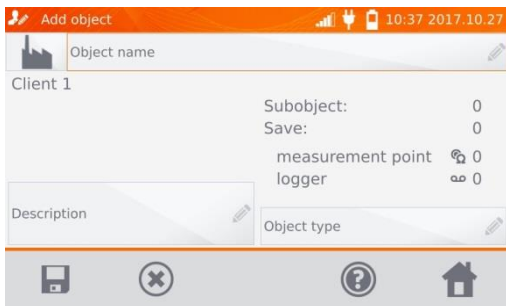 Add object 10:37 2017.10.27
Object name
Client 1
Subobject: 0
Save: 0
measurement point 0
logger 0
Description
Object type